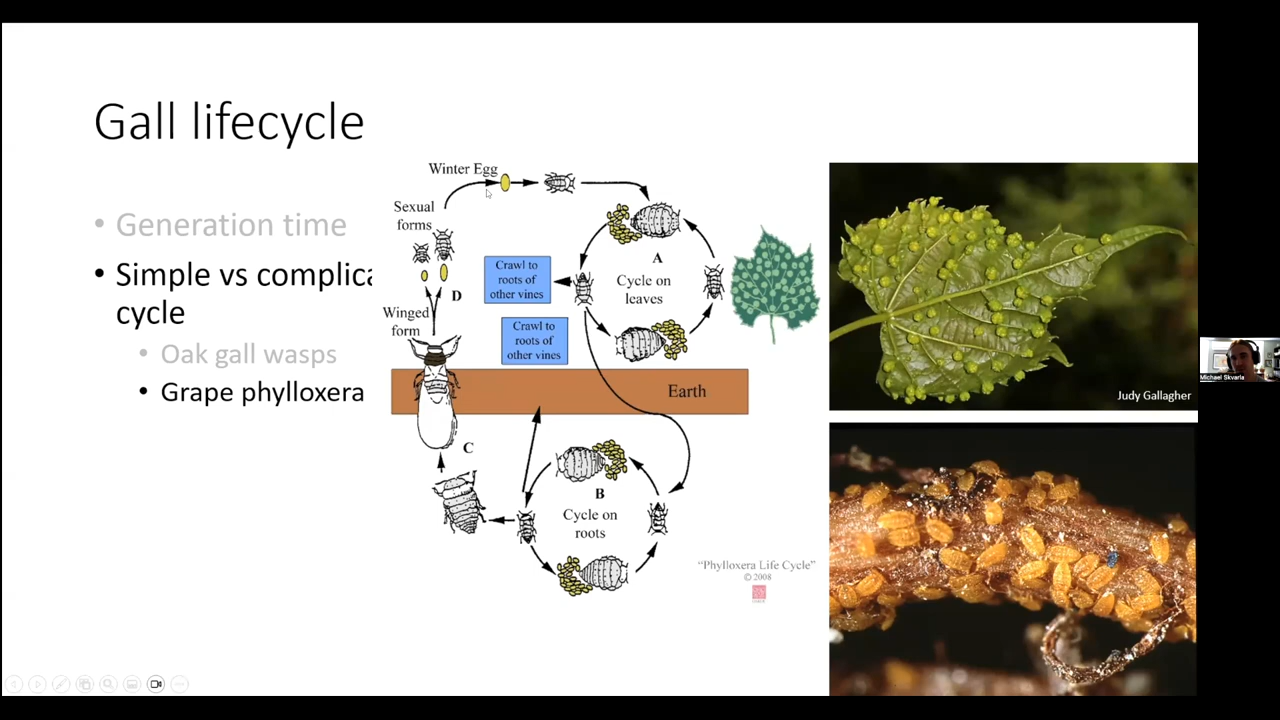 Gall lifecycle
• Generation time
• Simple vs complica
cycle
• Oak gall wasps
• Grape phylloxera
Winter Egg
Sexual
forms
D
Winged
form
C
Crawl to
roots of
other vines
Crawl to
roots of
other vines
A
Cycle on
leaves
Earth
B
Cycle on
roots
“Phylloxera Life Cycle”
© 2008
Judy Gallagher
Michael Skvarla